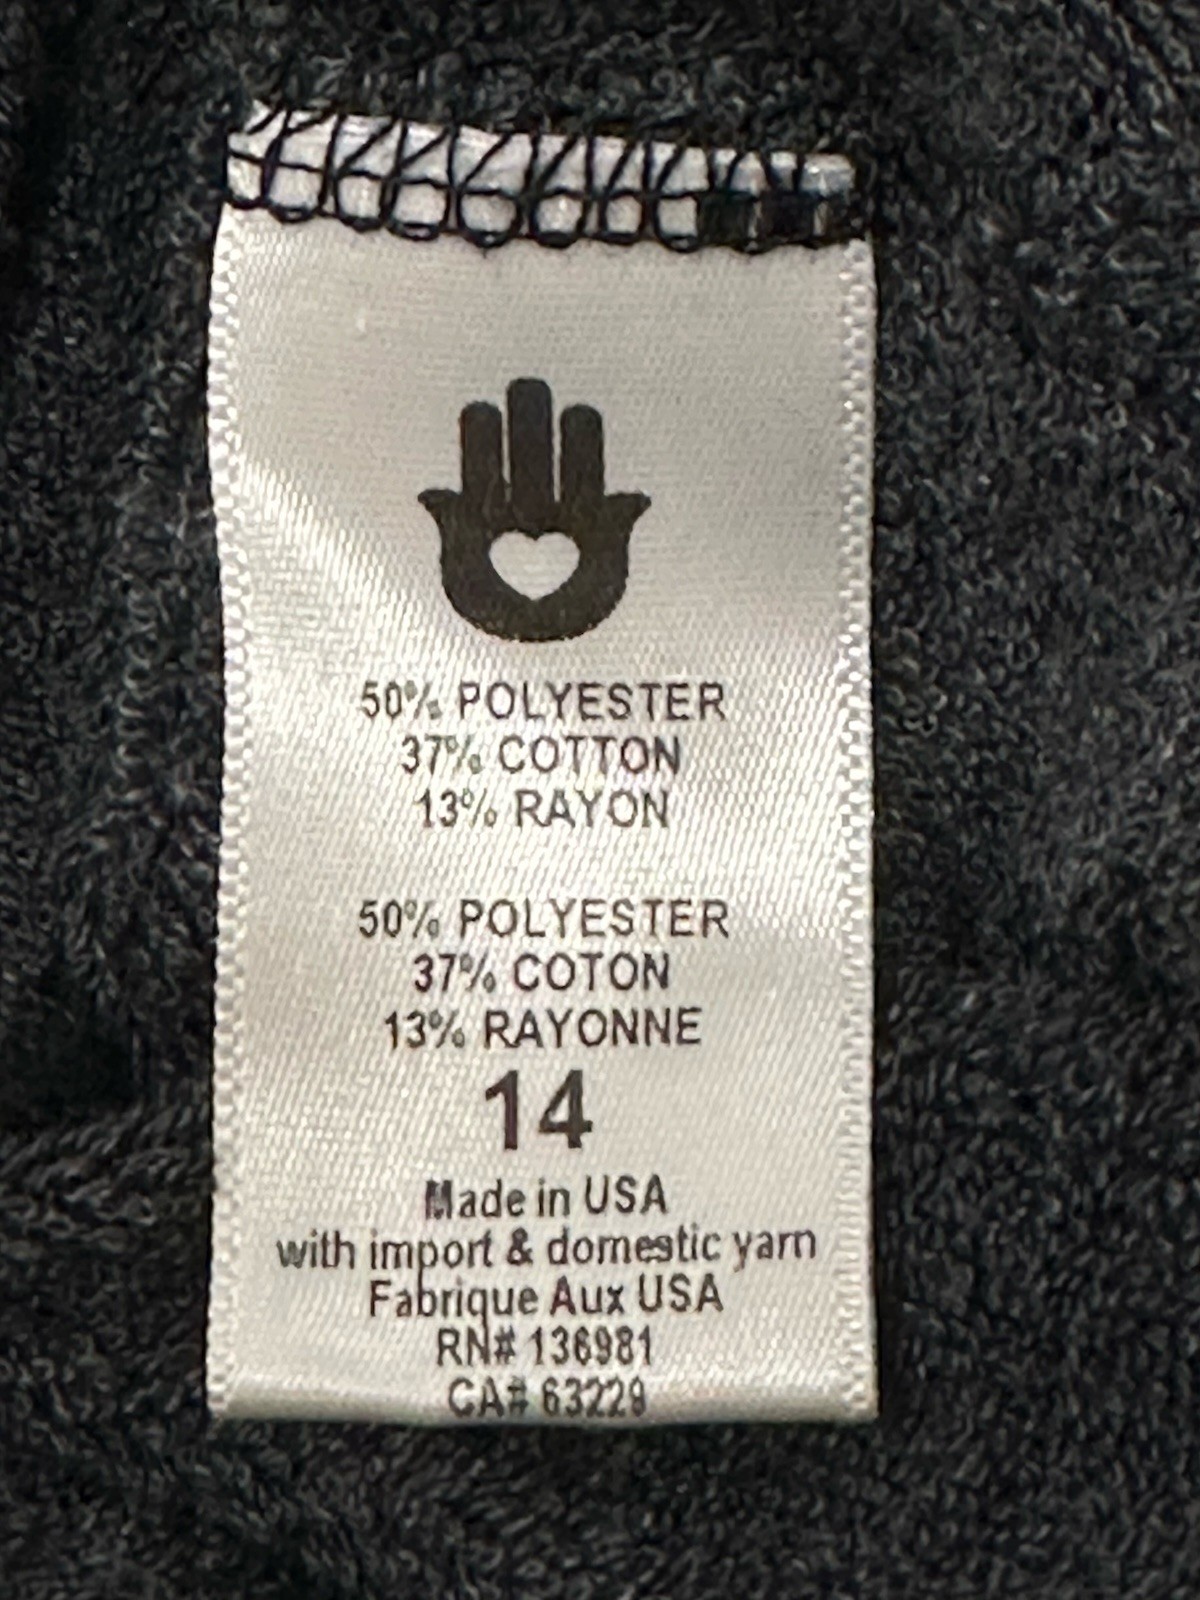 50% POLYESTER
37% COTTON
13% RAYON
50% POLYESTER
37% COTON
13% RAYONNE
14
Made in USA
with import & domestic yarn
Fabrique Aux USA
RN# 136981
CA# 63229